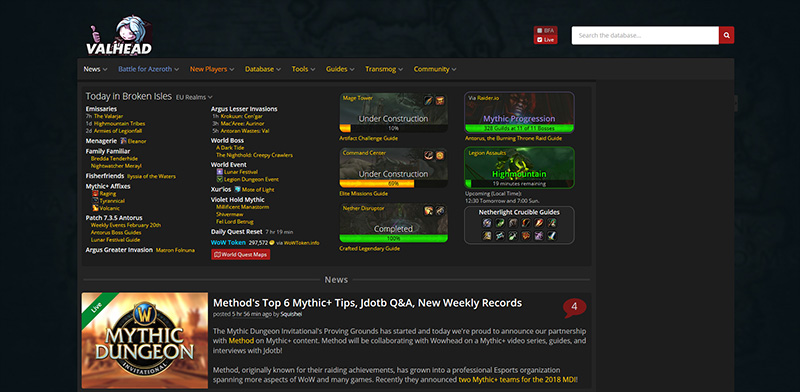 VALHEAD
BFA
Live
Search the database...
News
Battle for Azeroth
New Players
Database
Tools
Guides
Transmog
Community
Today in Broken Isles EU Realms
Emissaries
7h The Valarjar
1d Highmountain Tribes
2d Armies of Legionfall
Menagerie Eleanor
Family Familiar
Bredda Tenderhide
Nightwatcher Merayl
Fisherfriends Ilyssia of the Waters
Mythic+ Affixes
Raging
Tyrannical
Volcanic
Patch 7.3.5 Antorus
Weekly Events February 20th
Antorus Boss Guides
Lunar Festival Guide
Argus Greater Invasion Matron Folnuna
Argus Lesser Invasions
1h Krokuun: Cen'gar
3h Mac'Aree: Aurinor
5h Antoran Wastes: Val
World Boss
A Dark Tide
The Nighthold: Creepy Crawlers
World Event
Lunar Festival
Legion Dungeon Event
Xur'ios Mote of Light
Violet Hold Mythic
Millificent Manastorm
Shivermaw
Fel Lord Betrug
Daily Quest Reset 7 hr 19 min
WoW Token 297,572 via WoWToken.info
World Quest Maps
Mage Tower
Under Construction
10%
Artifact Challenge Guide
Command Center
Under Construction
Elite Missions Guide
Nether Disruptor
Completed
100%
Crafted Legendary Guide
Via Raider.io
Mythic Progression
328 Guilds at 11 of 11 Bosses
Antorus, the Burning Throne Raid Guide
Legion Assaults
Highmountain
19 minutes remaining
Upcoming (Local Time):
12:30 Tomorrow and 7:00 Sun.
Netherlight Crucible Guides
News
Live
W
MYTHIC
DUNGEON
INVITATIONAL
Method's Top 6 Mythic+ Tips, Jdotb Q&A, New Weekly Records
4
posted 5 hr 56 min ago by Squishei
The Mythic Dungeon Invitational's Proving Grounds has started and today we're proud to announce our partnership
with Method on Mythic+ content. Method will be collaborating with Wowhead on a Mythic+ video series, guides, and
interviews with Jdotb!
Method, originally known for their raiding achievements, has grown into a professional Esports organization
spanning more aspects of WoW and many games. Recently they announced two Mythic+ teams for the 2018 MDI!